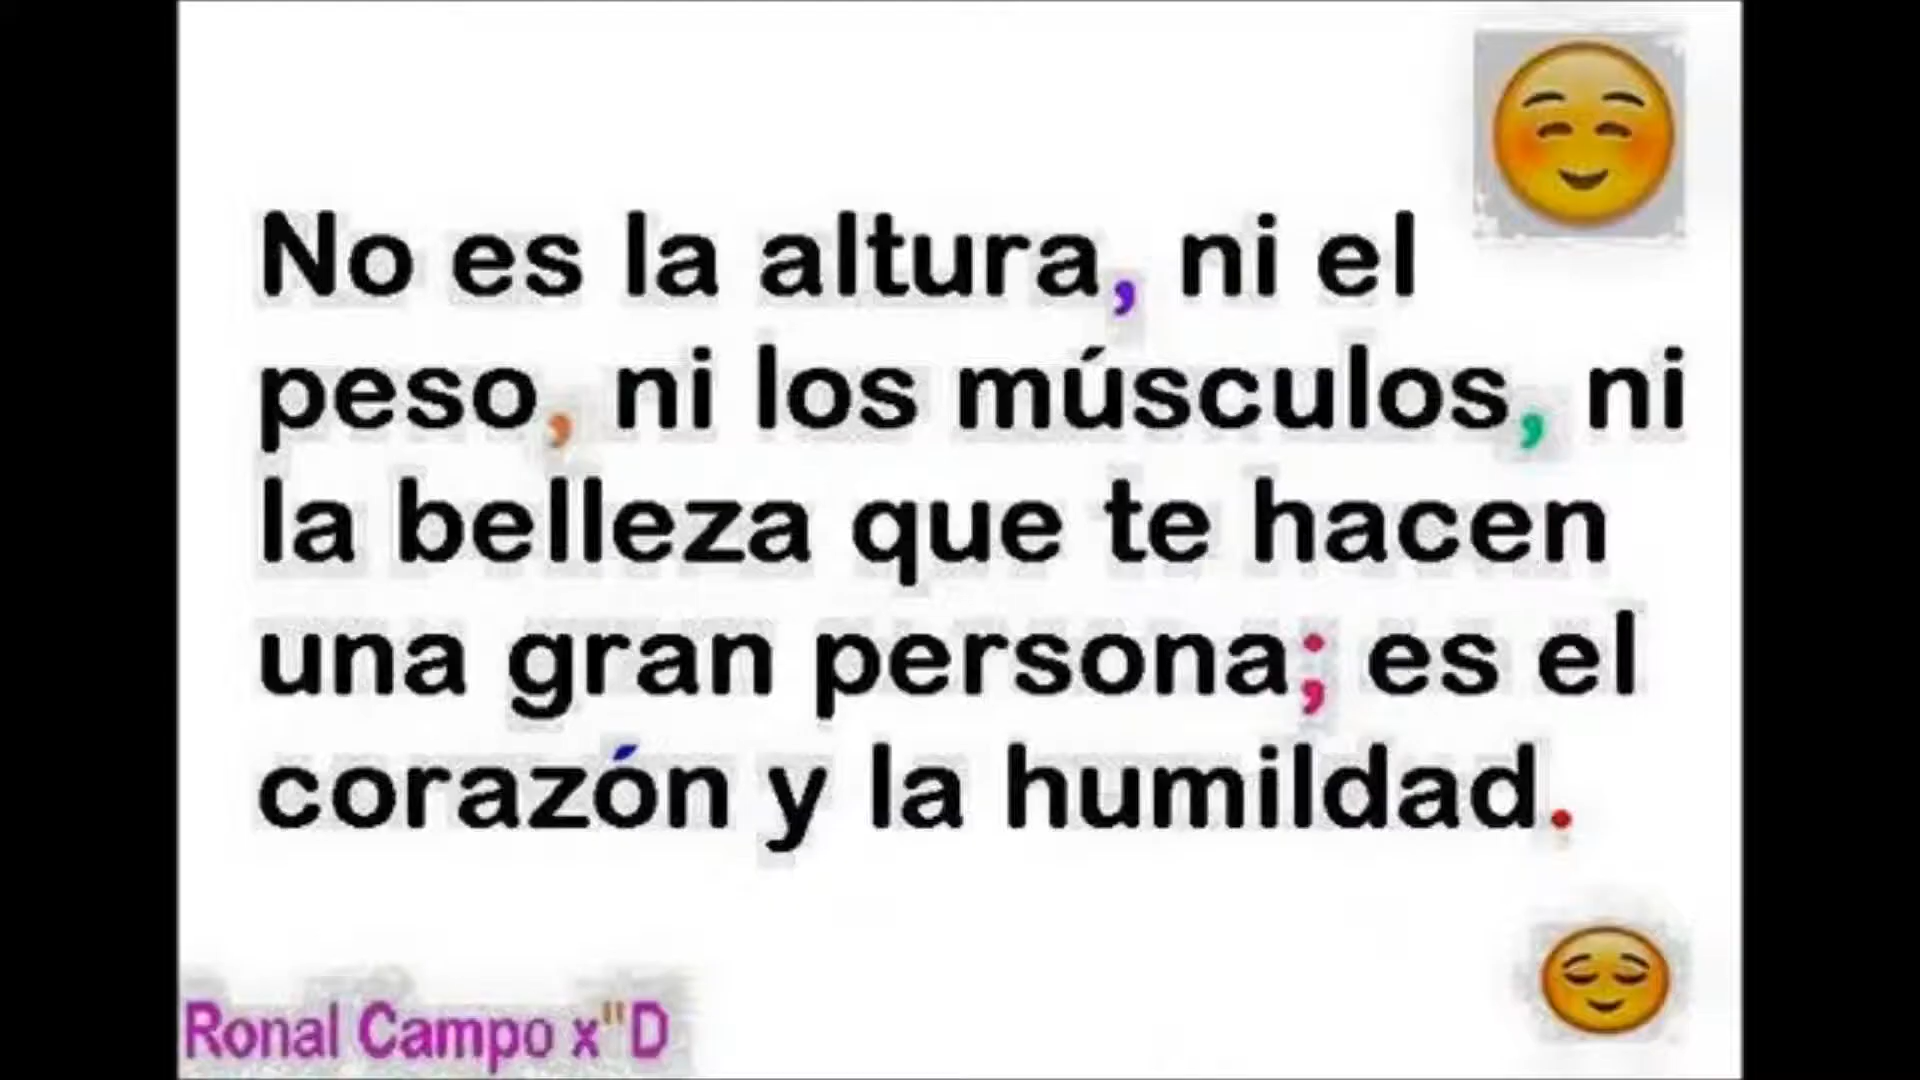 No es la altura, ni el
peso, ni los músculos, ni
la belleza que te hacen
una gran persona; es el
corazón y la humildad.
Ronal Campo x"D